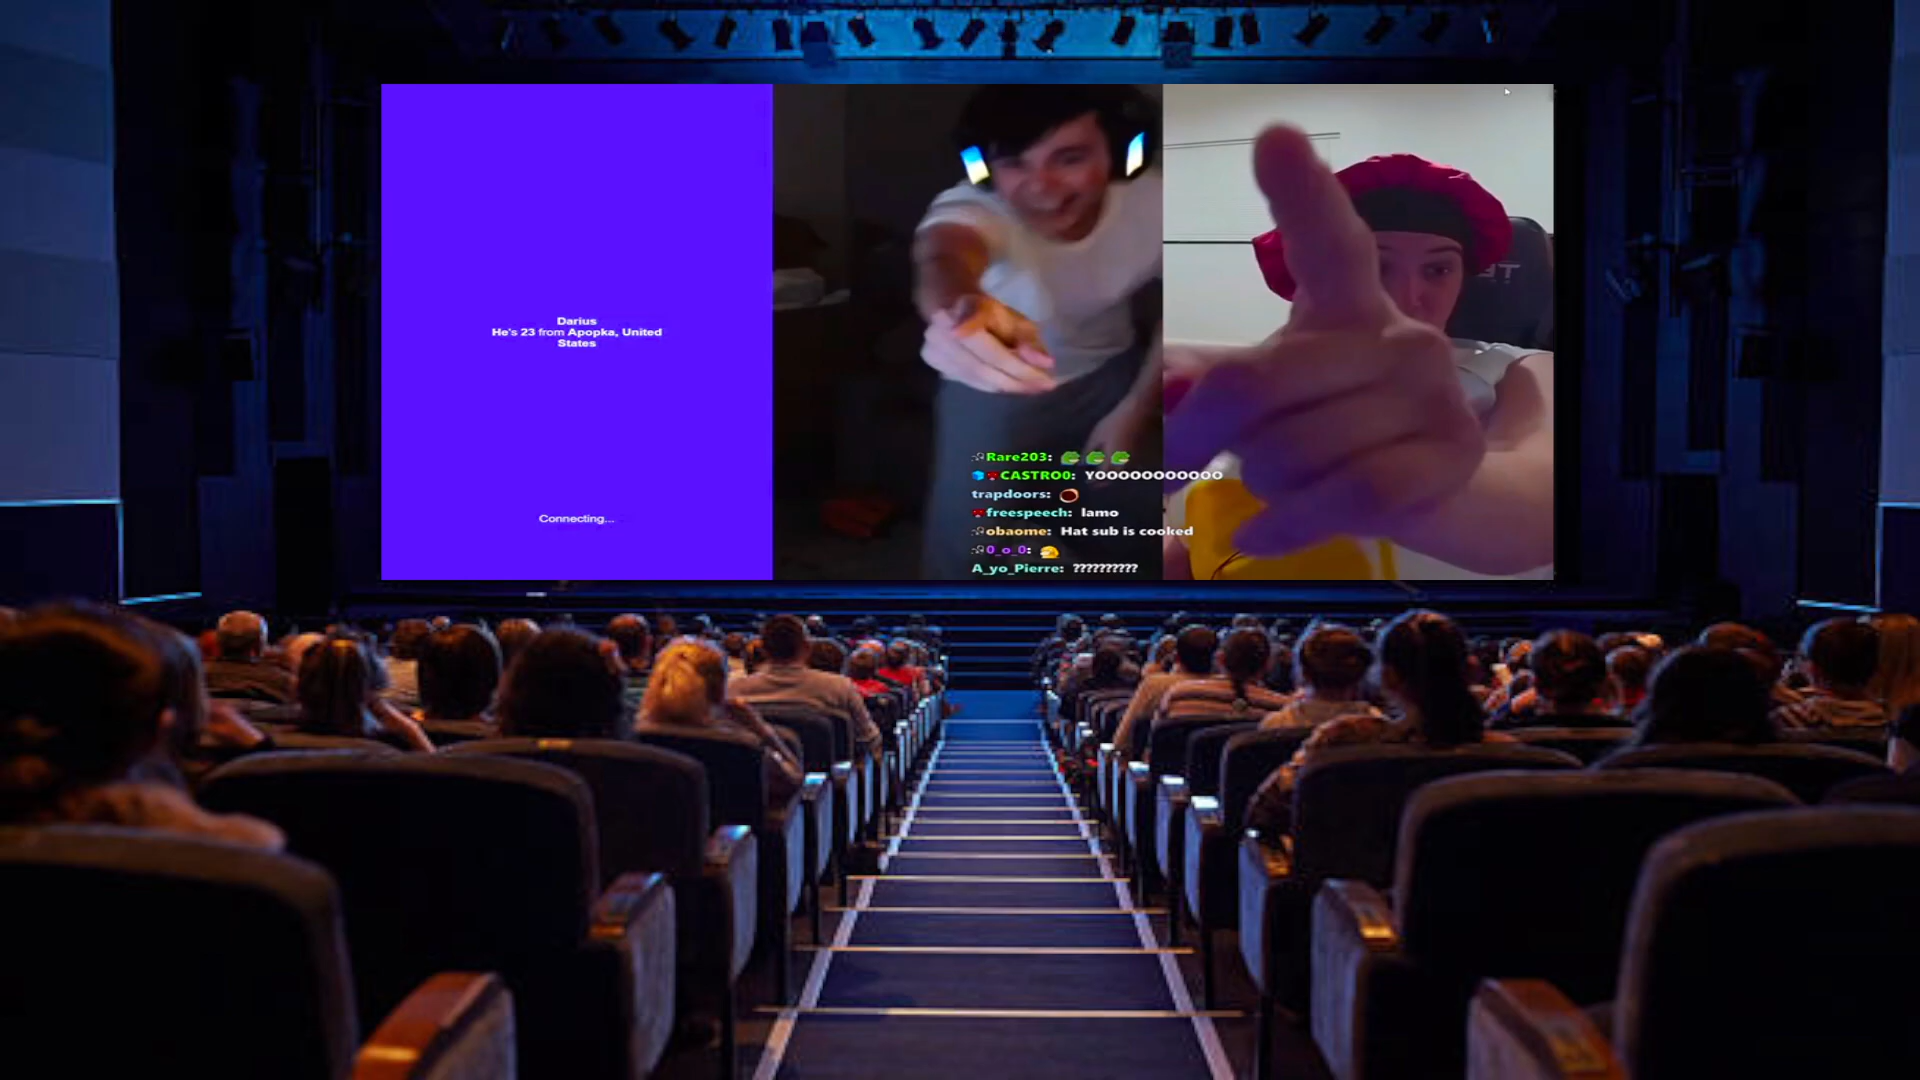 Darius
He's 23 from Apopka, United
States
Connecting...
Rare203:
CASTRO0: YOOOOOOOOOOO
trapdoors:
freespeech: lamo
obaome: Hat sub is cooked
0_o_0:
A_yo_Pierre: ??????????